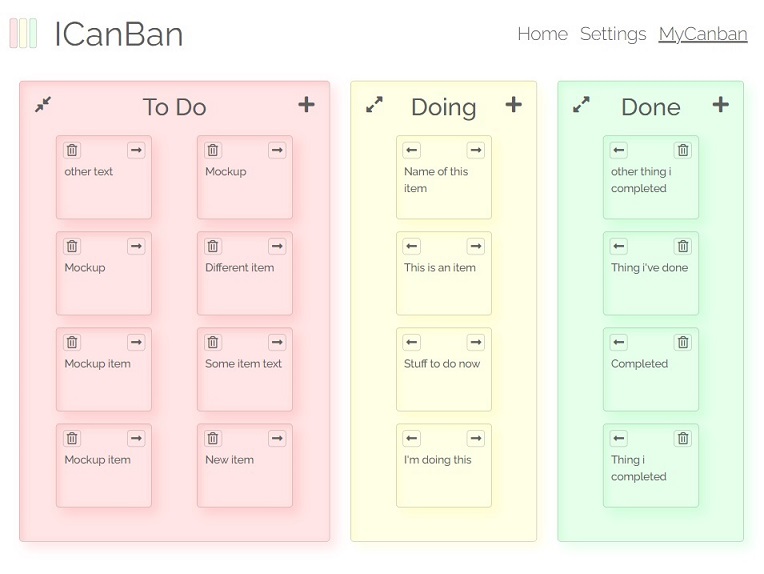 ICanBan
Home Settings MyCanban
To Do
other text
Mockup
Mockup
Different item
Mockup item
Some item text
Mockup item
New item
Doing
Name of this
item
This is an item
Stuff to do now
I'm doing this
Done
other thing i
completed
Thing i've done
Completed
Thing i
completed